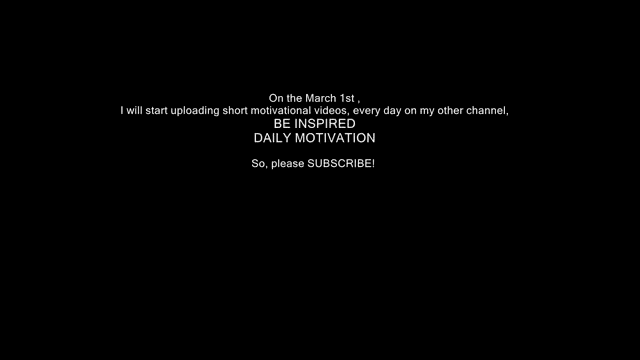 On the March 1st ,
I will start uploading short motivational videos, every day on my other channel,
BE INSPIRED
DAILY MOTIVATION
So, please SUBSCRIBE!